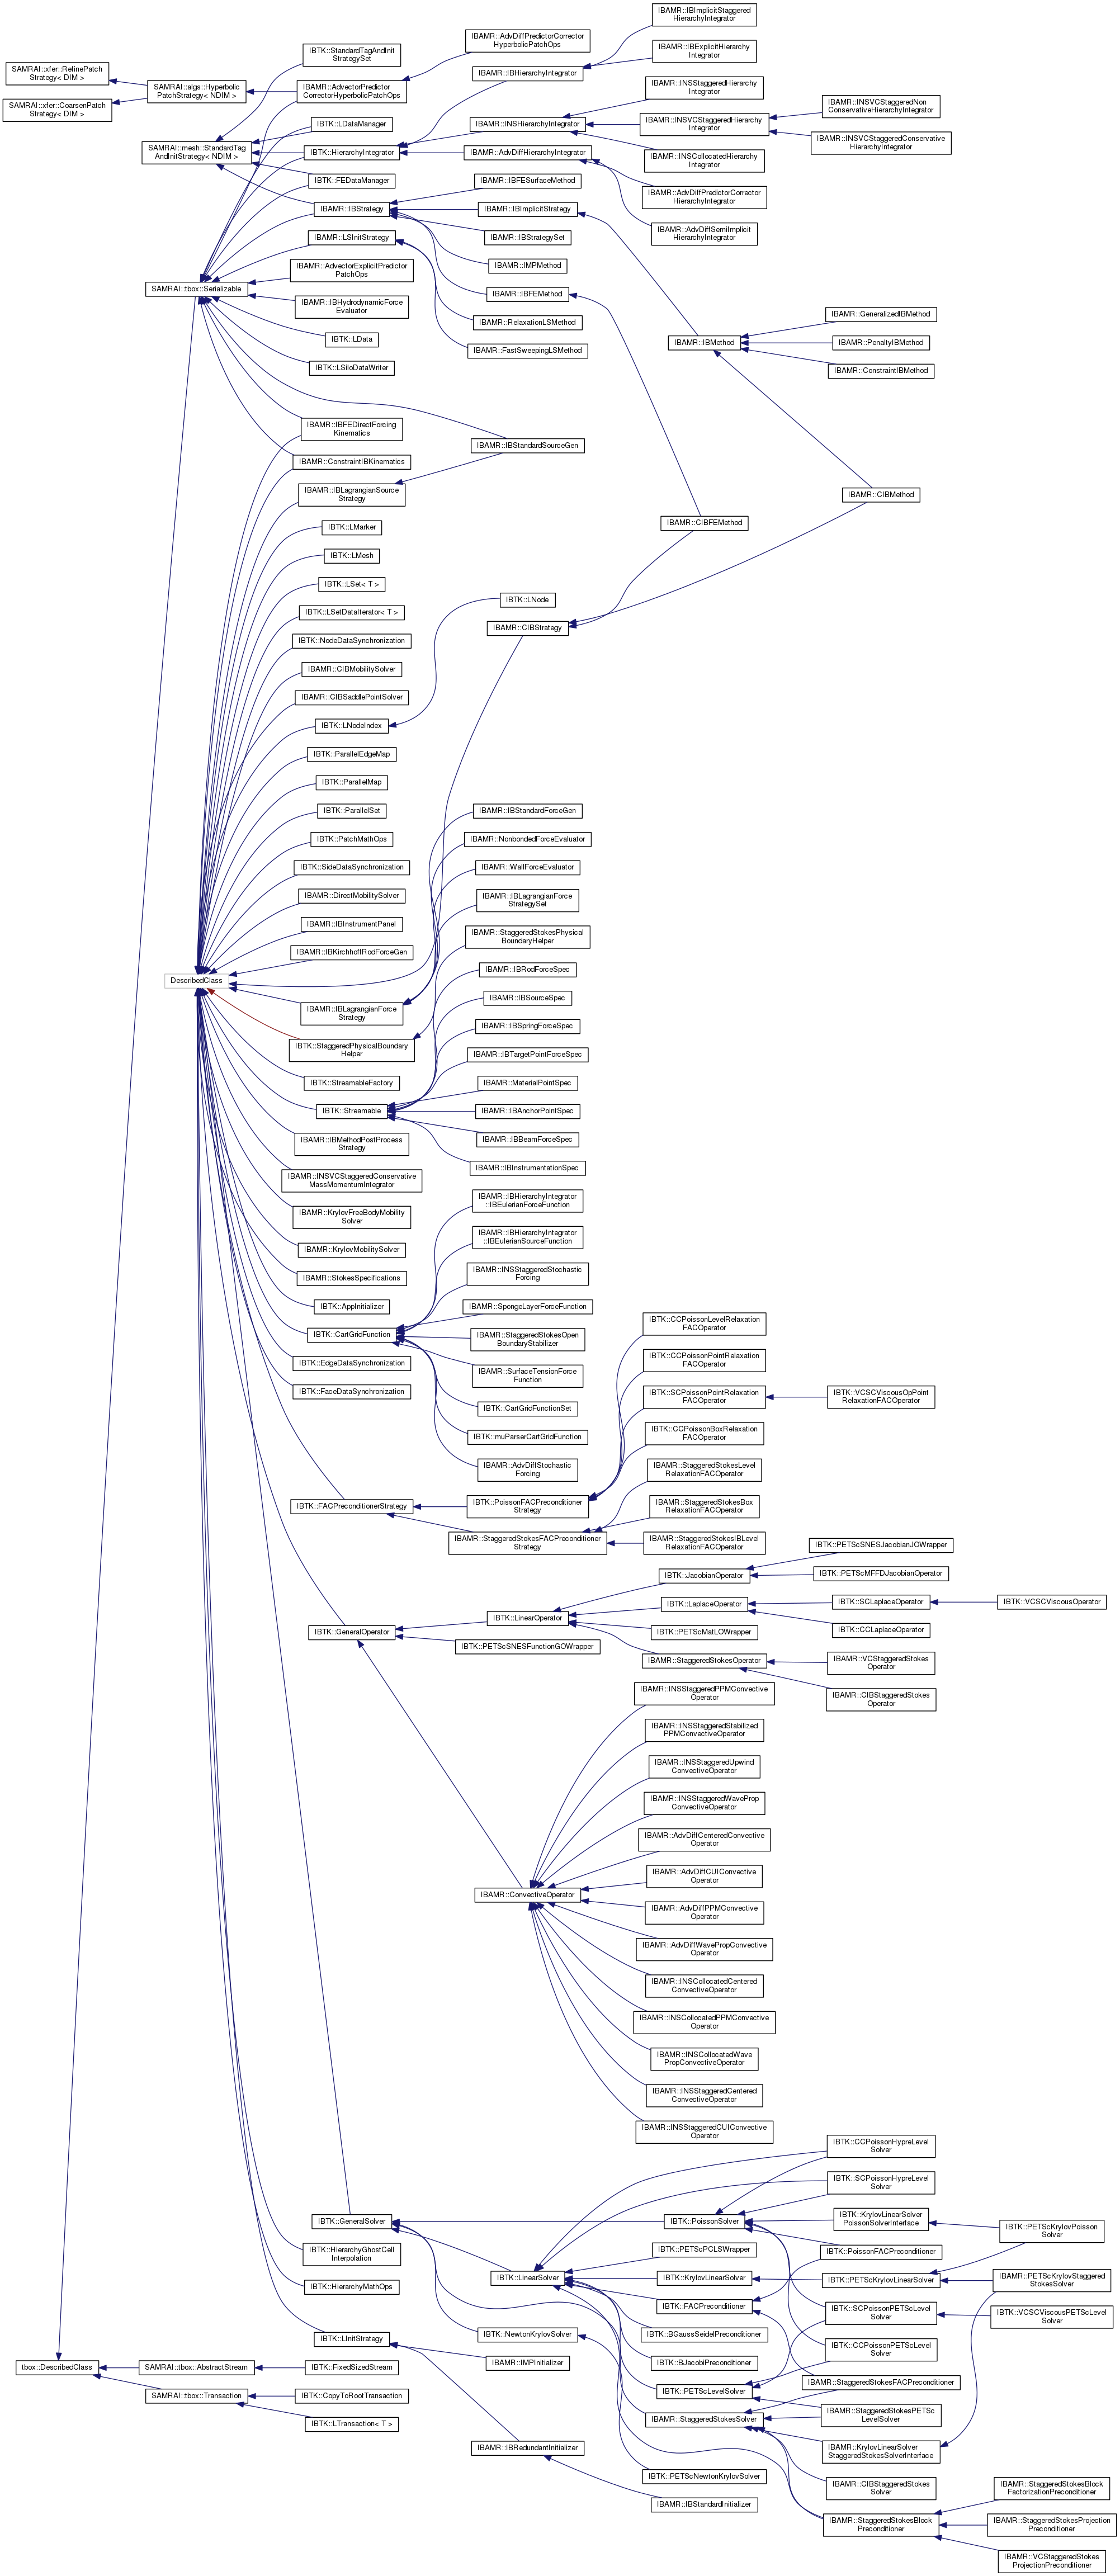 SAMRAI::xfer::RefinePatch
Strategy< DIM >
SAMRAI::xfer::CoarsenPatch
Strategy< DIM >
tbox::DescribedClass
SAMRAI::algs::Hyperbolic
PatchStrategy< NDIM >
SAMRAI::mesh::StandardTag
AndInitStrategy< NDIM >
SAMRAI::tbox::Serializable
DescribedClass
SAMRAI::tbox::AbstractStream
SAMRAI::tbox::Transaction
IBTK::StandardTagAndInit
StrategySet
IBAMR::AdvectorPredictor
CorrectorHyperbolicPatchOps
IBTK::LDataManager
IBTK::HierarchyIntegrator
IBTK::FEDataManager
IBAMR::IBStrategy
IBAMR::LSInitStrategy
IBAMR::AdvectorExplicitPredictor
PatchOps
IBAMR::IBHydrodynamicForce
Evaluator
IBTK::LData
IBTK::LSiloDataWriter
IBAMR::IBFEDirectForcing
Kinematics
IBAMR::ConstraintIBKinematics
IBAMR::IBLagrangianSource
Strategy
IBTK::LMarker
IBTK::LMesh
IBTK::LSet< T >
IBTK::LSetDataIterator< T >
IBTK::NodeDataSynchronization
IBAMR::CIBMobilitySolver
IBAMR::CIBSaddlePointSolver
IBTK::LNodeIndex
IBTK::ParallelEdgeMap
IBTK::ParallelMap
IBTK::ParallelSet
IBTK::PatchMathOps
IBTK::SideDataSynchronization
IBAMR::DirectMobilitySolver
IBAMR::IBInstrumentPanel
IBAMR::IBKirchhoffRodForceGen
IBAMR::IBLagrangianForce
Strategy
IBTK::StaggeredPhysicalBoundary
Helper
IBTK::StreamableFactory
IBTK::Streamable
IBAMR::IBMethodPostProcess
Strategy
IBAMR::INSVCStaggeredConservative
MassMomentumIntegrator
IBAMR::KrylovFreeBodyMobility
Solver
IBAMR::KrylovMobilitySolver
IBAMR::StokesSpecifications
IBTK::AppInitializer
IBTK::CartGridFunction
IBTK::EdgeDataSynchronization
IBTK::FaceDataSynchronization
IBTK::FACPreconditionerStrategy
IBTK::GeneralOperator
IBTK::GeneralSolver
IBTK::HierarchyGhostCell
Interpolation
IBTK::HierarchyMathOps
IBTK::LInitStrategy
IBTK::FixedSizedStream
IBTK::CopyToRootTransaction
IBTK::LTransaction< T >
IBAMR::AdvDiffPredictorCorrector
HyperbolicPatchOps
IBAMR::IBHierarchyIntegrator
IBAMR::INSHierarchyIntegrator
IBAMR::AdvDiffHierarchyIntegrator
IBAMR::IBFESurfaceMethod
IBAMR::IBImplicitStrategy
IBAMR::IBStrategySet
IBAMR::IMPMethod
IBAMR::IBFEMethod
IBAMR::RelaxationLSMethod
IBAMR::FastSweepingLSMethod
IBAMR::IBStandardSourceGen
IBTK::LNode
IBAMR::CIBStrategy
IBAMR::IBStandardForceGen
IBAMR::NonbondedForceEvaluator
IBAMR::WallForceEvaluator
IBAMR::IBLagrangianForce
StrategySet
IBAMR::StaggeredStokesPhysical
BoundaryHelper
IBAMR::IBRodForceSpec
IBAMR::IBSourceSpec
IBAMR::IBSpringForceSpec
IBAMR::IBTargetPointForceSpec
IBAMR::MaterialPointSpec
IBAMR::IBAnchorPointSpec
IBAMR::IBBeamForceSpec
IBAMR::IBInstrumentationSpec
IBAMR::IBHierarchyIntegrator
::IBEulerianForceFunction
IBAMR::IBHierarchyIntegrator
::IBEulerianSourceFunction
IBAMR::INSStaggeredStochastic
Forcing
IBAMR::SpongeLayerForceFunction
IBAMR::StaggeredStokesOpen
BoundaryStabilizer
IBAMR::SurfaceTensionForce
Function
IBTK::CartGridFunctionSet
IBTK::muParserCartGridFunction
IBAMR::AdvDiffStochastic
Forcing
IBTK::PoissonFACPreconditioner
Strategy
IBAMR::StaggeredStokesFACPreconditioner
Strategy
IBTK::LinearOperator
IBTK::PETScSNESFunctionGOWrapper
IBAMR::ConvectiveOperator
IBTK::LinearSolver
IBTK::NewtonKrylovSolver
IBAMR::IMPInitializer
IBAMR::IBRedundantInitializer
IBAMR::IBImplicitStaggered
HierarchyIntegrator
IBAMR::IBExplicitHierarchy
Integrator
IBAMR::INSStaggeredHierarchy
Integrator
IBAMR::INSVCStaggeredHierarchy
Integrator
IBAMR::INSCollocatedHierarchy
Integrator
IBAMR::AdvDiffPredictorCorrector
HierarchyIntegrator
IBAMR::AdvDiffSemiImplicit
HierarchyIntegrator
IBAMR::IBMethod
IBAMR::CIBFEMethod
IBTK::CCPoissonLevelRelaxation
FACOperator
IBTK::CCPoissonPointRelaxation
FACOperator
IBTK::SCPoissonPointRelaxation
FACOperator
IBTK::CCPoissonBoxRelaxation
FACOperator
IBAMR::StaggeredStokesLevel
RelaxationFACOperator
IBAMR::StaggeredStokesBox
RelaxationFACOperator
IBAMR::StaggeredStokesIBLevel
RelaxationFACOperator
IBTK::JacobianOperator
IBTK::LaplaceOperator
IBTK::PETScMatLOWrapper
IBAMR::StaggeredStokesOperator
IBAMR::INSStaggeredPPMConvective
Operator
IBAMR::INSStaggeredStabilized
PPMConvectiveOperator
IBAMR::INSStaggeredUpwind
ConvectiveOperator
IBAMR::INSStaggeredWaveProp
ConvectiveOperator
IBAMR::AdvDiffCenteredConvective
Operator
IBAMR::AdvDiffCUIConvective
Operator
IBAMR::AdvDiffPPMConvective
Operator
IBAMR::AdvDiffWavePropConvective
Operator
IBAMR::INSCollocatedCentered
ConvectiveOperator
IBAMR::INSCollocatedPPMConvective
Operator
IBAMR::INSCollocatedWave
PropConvectiveOperator
IBAMR::INSStaggeredCentered
ConvectiveOperator
IBAMR::INSStaggeredCUIConvective
Operator
IBTK::PoissonSolver
IBTK::PETScPCLSWrapper
IBTK::KrylovLinearSolver
IBTK::FACPreconditioner
IBTK::BGaussSeidelPreconditioner
IBTK::BJacobiPreconditioner
IBTK::PETScLevelSolver
IBAMR::StaggeredStokesSolver
IBTK::PETScNewtonKrylovSolver
IBAMR::IBStandardInitializer
IBAMR::INSVCStaggeredNon
ConservativeHierarchyIntegrator
IBAMR::INSVCStaggeredConservative
HierarchyIntegrator
IBAMR::GeneralizedIBMethod
IBAMR::PenaltyIBMethod
IBAMR::ConstraintIBMethod
IBAMR::CIBMethod
IBTK::VCSCViscousOpPoint
RelaxationFACOperator
IBTK::PETScSNESJacobianJOWrapper
IBTK::PETScMFFDJacobianOperator
IBTK::SCLaplaceOperator
IBTK::CCLaplaceOperator
IBAMR::VCStaggeredStokes
Operator
IBAMR::CIBStaggeredStokes
Operator
IBTK::CCPoissonHypreLevel
Solver
IBTK::SCPoissonHypreLevel
Solver
IBTK::KrylovLinearSolver
PoissonSolverInterface
IBTK::PoissonFACPreconditioner
IBTK::PETScKrylovLinearSolver
IBTK::SCPoissonPETScLevel
Solver
IBTK::CCPoissonPETScLevel
Solver
IBAMR::StaggeredStokesFACPreconditioner
IBAMR::StaggeredStokesPETSc
LevelSolver
IBAMR::KrylovLinearSolver
StaggeredStokesSolverInterface
IBAMR::CIBStaggeredStokes
Solver
IBAMR::StaggeredStokesBlock
Preconditioner
IBTK::VCSCViscousOperator
IBTK::PETScKrylovPoisson
Solver
IBAMR::PETScKrylovStaggered
StokesSolver
IBTK::VCSCViscousPETScLevel
Solver
IBAMR::StaggeredStokesBlock
FactorizationPreconditioner
IBAMR::StaggeredStokesProjection
Preconditioner
IBAMR::VCStaggeredStokes
ProjectionPreconditioner